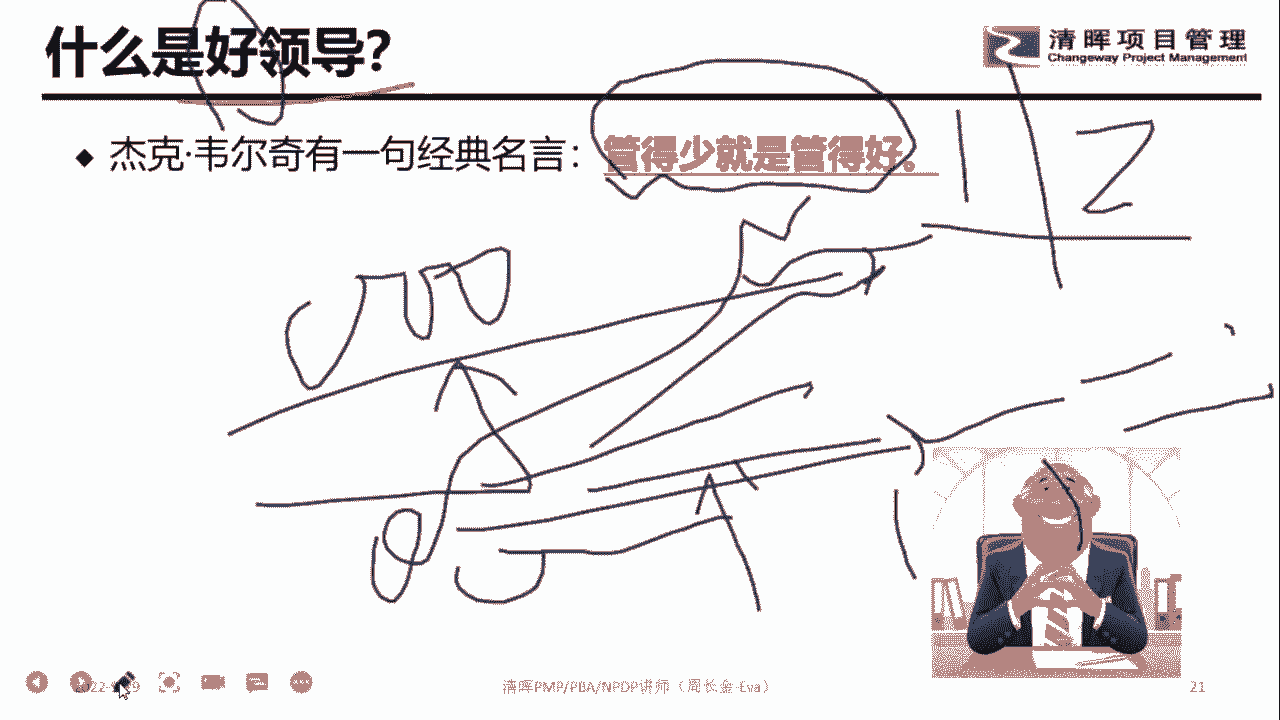 什么是好领导?
清晖项目管理
Changeway Project Management
◆ 杰克·韦尔奇有一句经典名言：管得少就是管得好。
1 2
清晖PMP/PBA/NPDP讲师（周长金 Eva）
21